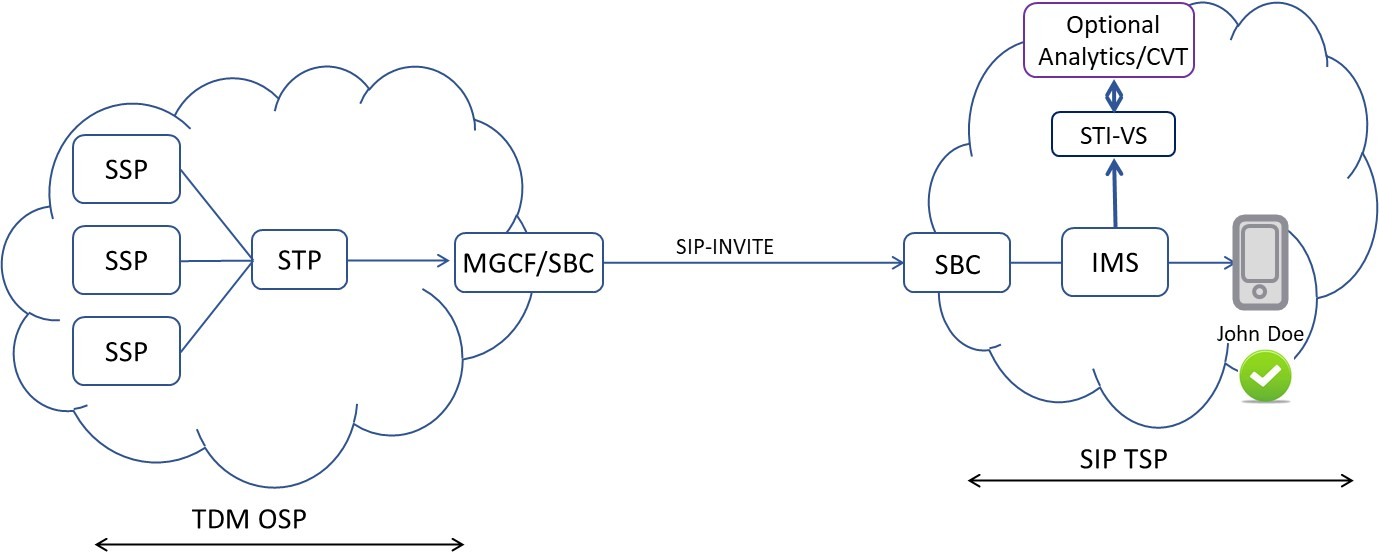 Optional
Analytics/CVT
STI-VS
SSP
SSP
SSP
STP
MGCF/SBC
SIP-INVITE
SBC
IMS
John Doe
SIP TSP
TDM OSP